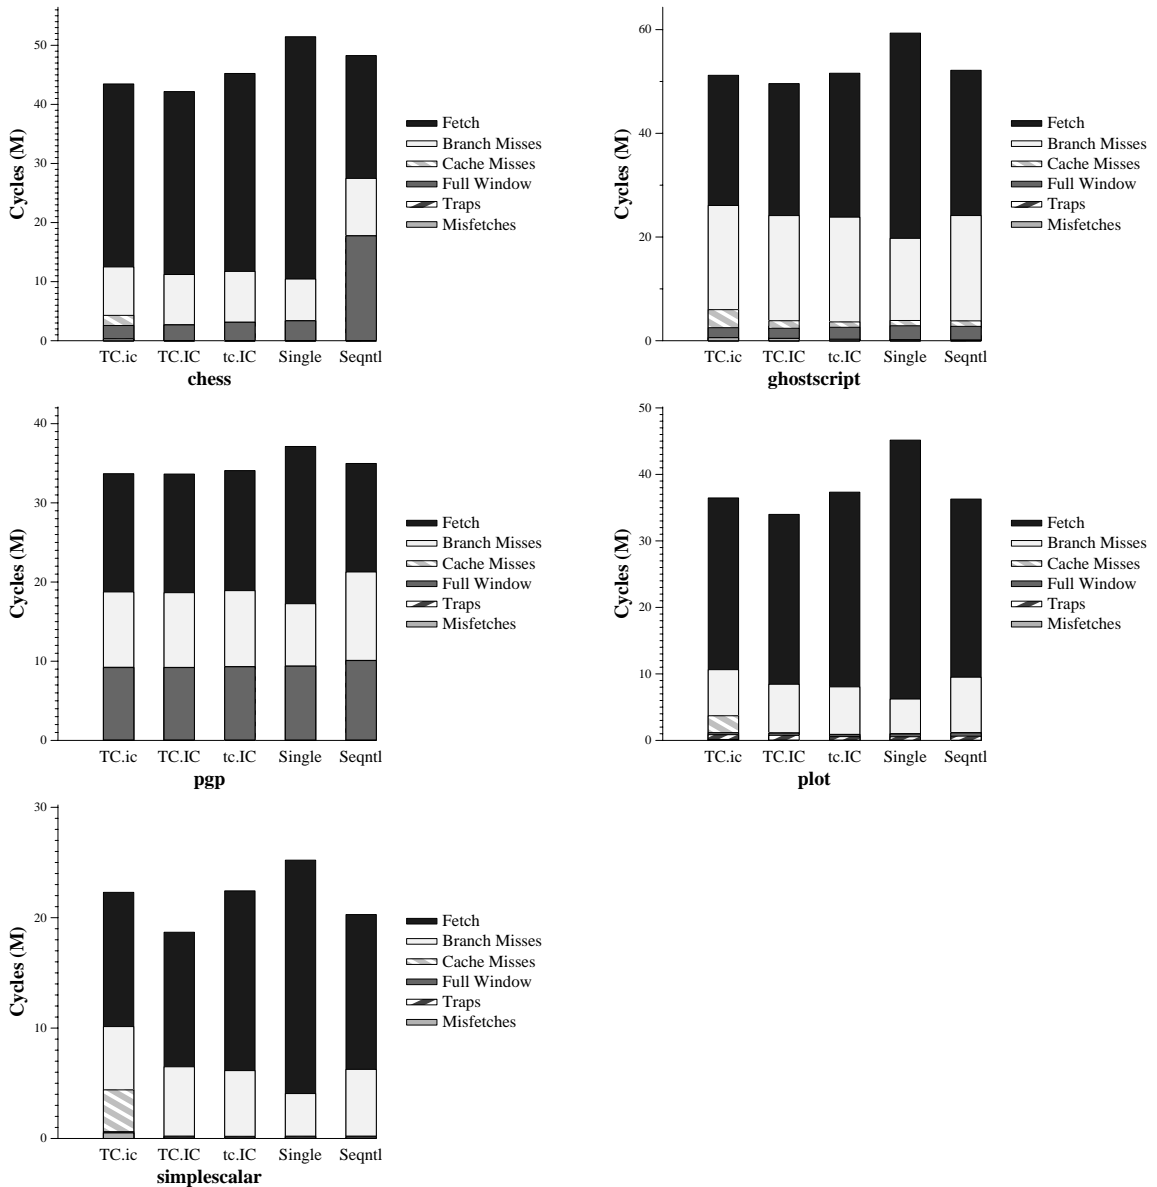 Cycles (M)
50
40
30
20
10
0
TC.ic TC.IC tc.IC Single Seqntl
chess
Fetch
Branch Misses
Cache Misses
Full Window
Traps
Misfetches
Cycles (M)
60
40
20
0
TC.ic TC.IC tc.IC Single Seqntl
ghostscript
Fetch
Branch Misses
Cache Misses
Full Window
Traps
Misfetches
Cycles (M)
40
30
20
10
0
TC.ic TC.IC tc.IC Single Seqntl
pgp
Fetch
Branch Misses
Cache Misses
Full Window
Traps
Misfetches
Cycles (M)
50
40
30
20
10
0
TC.ic TC.IC tc.IC Single Seqntl
plot
Fetch
Branch Misses
Cache Misses
Full Window
Traps
Misfetches
Cycles (M)
30
20
10
0
TC.ic TC.IC tc.IC Single Seqntl
simplescalar
Fetch
Branch Misses
Cache Misses
Full Window
Traps
Misfetches